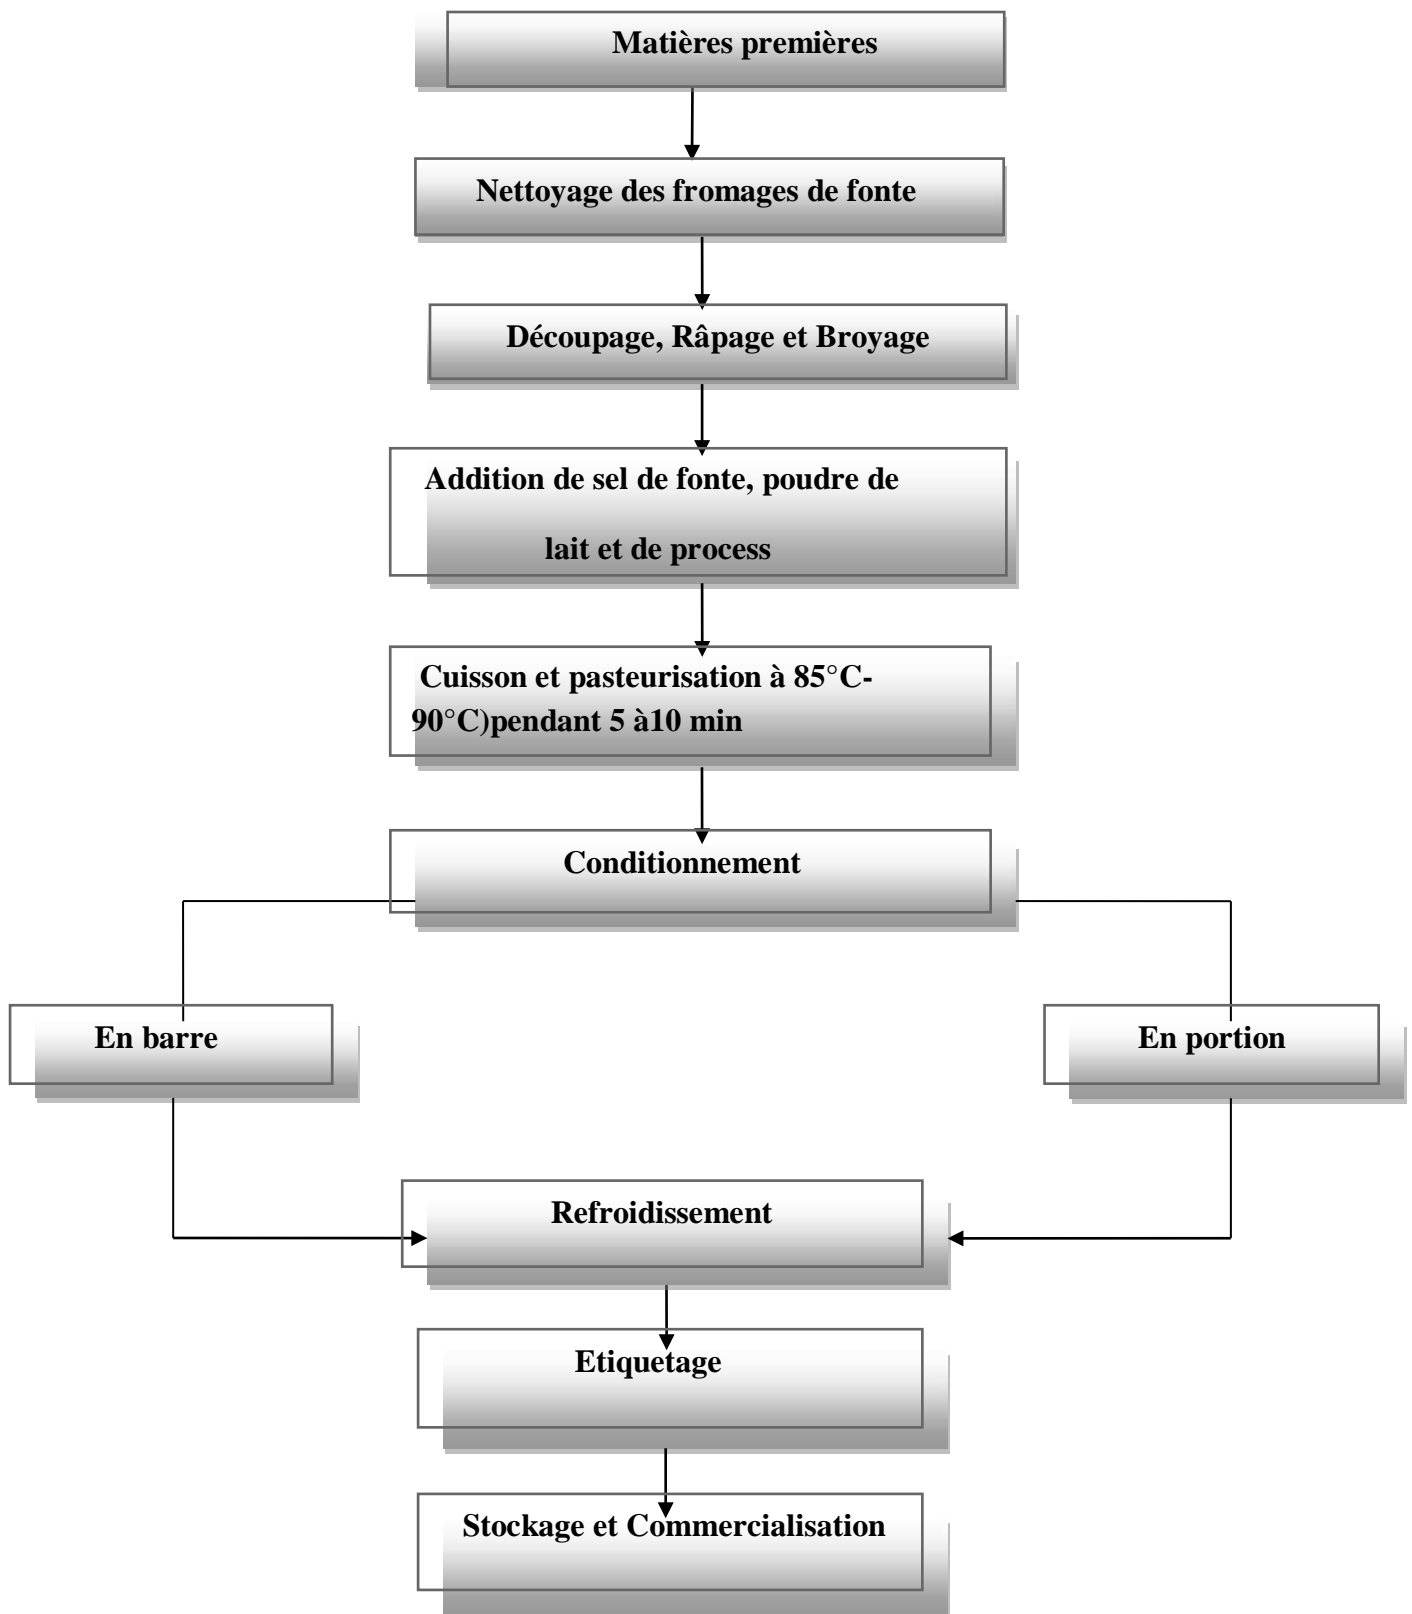 Matières premières
Nettoyage des fromages de fonte
Découpage, Râpage et Broyage
Addition de sel de fonte, poudre de
lait et de process
Cuisson et pasteurisation à 85°C-
90°C)pendant 5 à10 min
Conditionnement
En barre
En portion
Refroidissement
Etiquetage
Stockage et Commercialisation